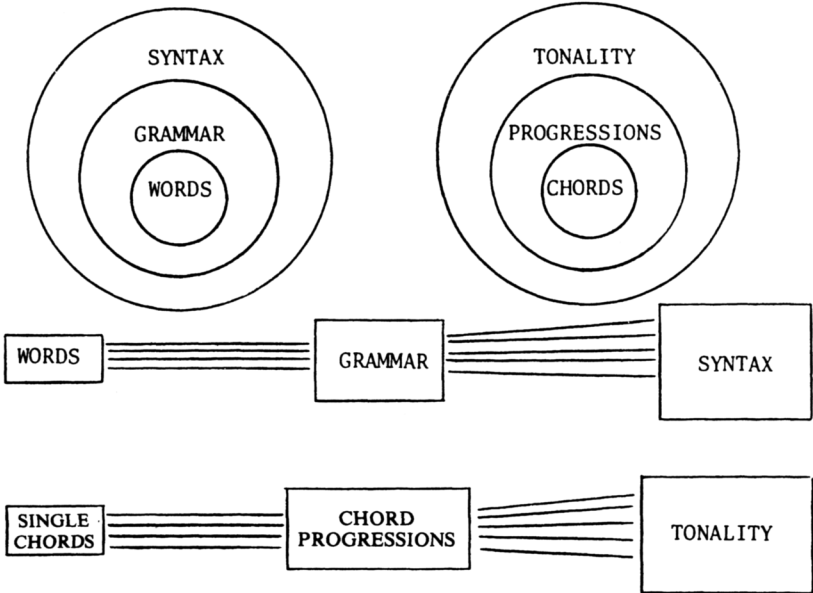 SYNTAX
GRAMMAR
WORDS
TONALITY
PROGRESSIONS
CHORDS
WORDS
GRAMMAR
SYNTAX
SINGLE
CHORDS
CHORD
PROGRESSIONS
TONALITY